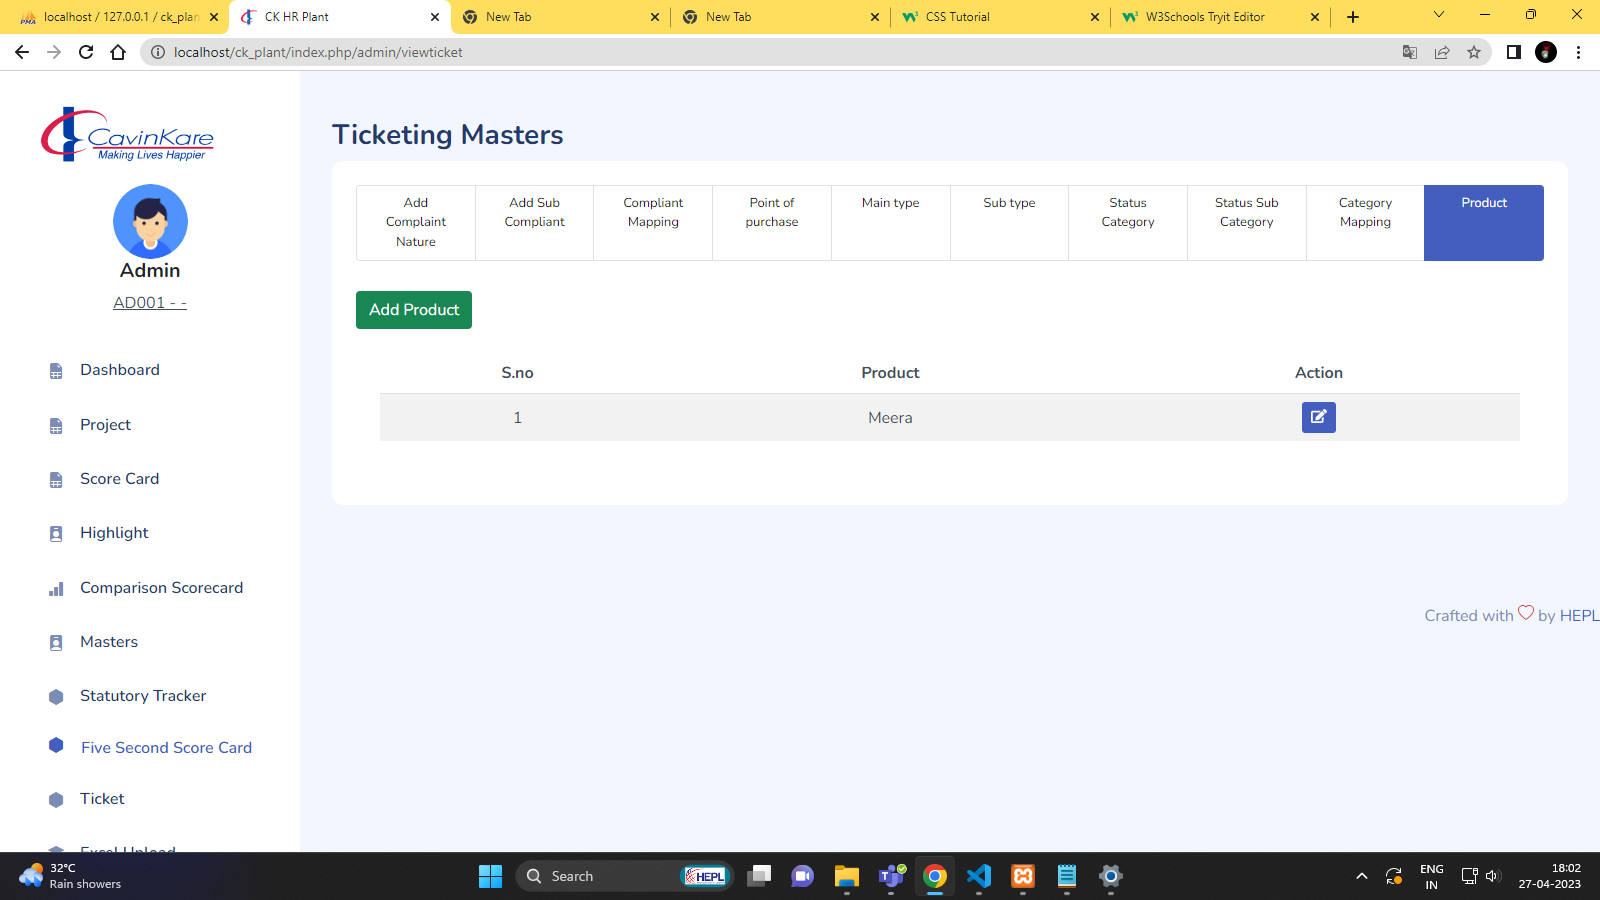 localhost / 127.0.0.1 / ck_plan
CK HR Plant
New Tab
New Tab
CSS Tutorial
W3Schools Tryit Editor
localhost/ck_plant/index.php/admin/viewticket
CavinKare
Making Lives Happier
Admin
AD001 - -
Dashboard
Project
Score Card
Highlight
Comparison Scorecard
Masters
Statutory Tracker
Five Second Score Card
Ticket
Excel Upload
Ticketing Masters
Add
Complaint
Nature
Add Sub
Compliant
Compliant
Mapping
Point of
purchase
Main type
Sub type
Status
Category
Status Sub
Category
Category
Mapping
Product
Add Product
S.no Product Action
1 Meera
Crafted with by HEPL
32°C
Rain showers
Search
HEPL
ENG
IN
18:02
27-04-2023